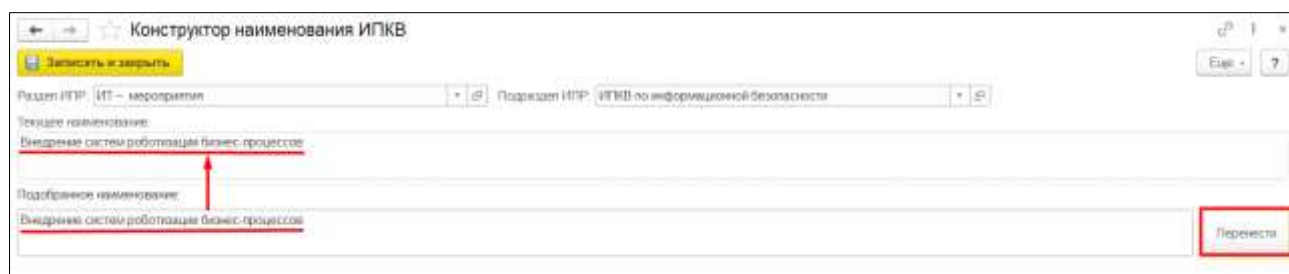 Конструктор наименования ИПКВ
Записать и закрыть
Еще
?
Раздел ИПР: ИТ – мероприятия
Подраздел ИПР: ИПКВ по информационной безопасности
Текущее наименование:
Внедрение систем роботизации бизнес-процессов
Подобранное наименование:
Внедрение систем роботизации бизнес-процессов
Перенести